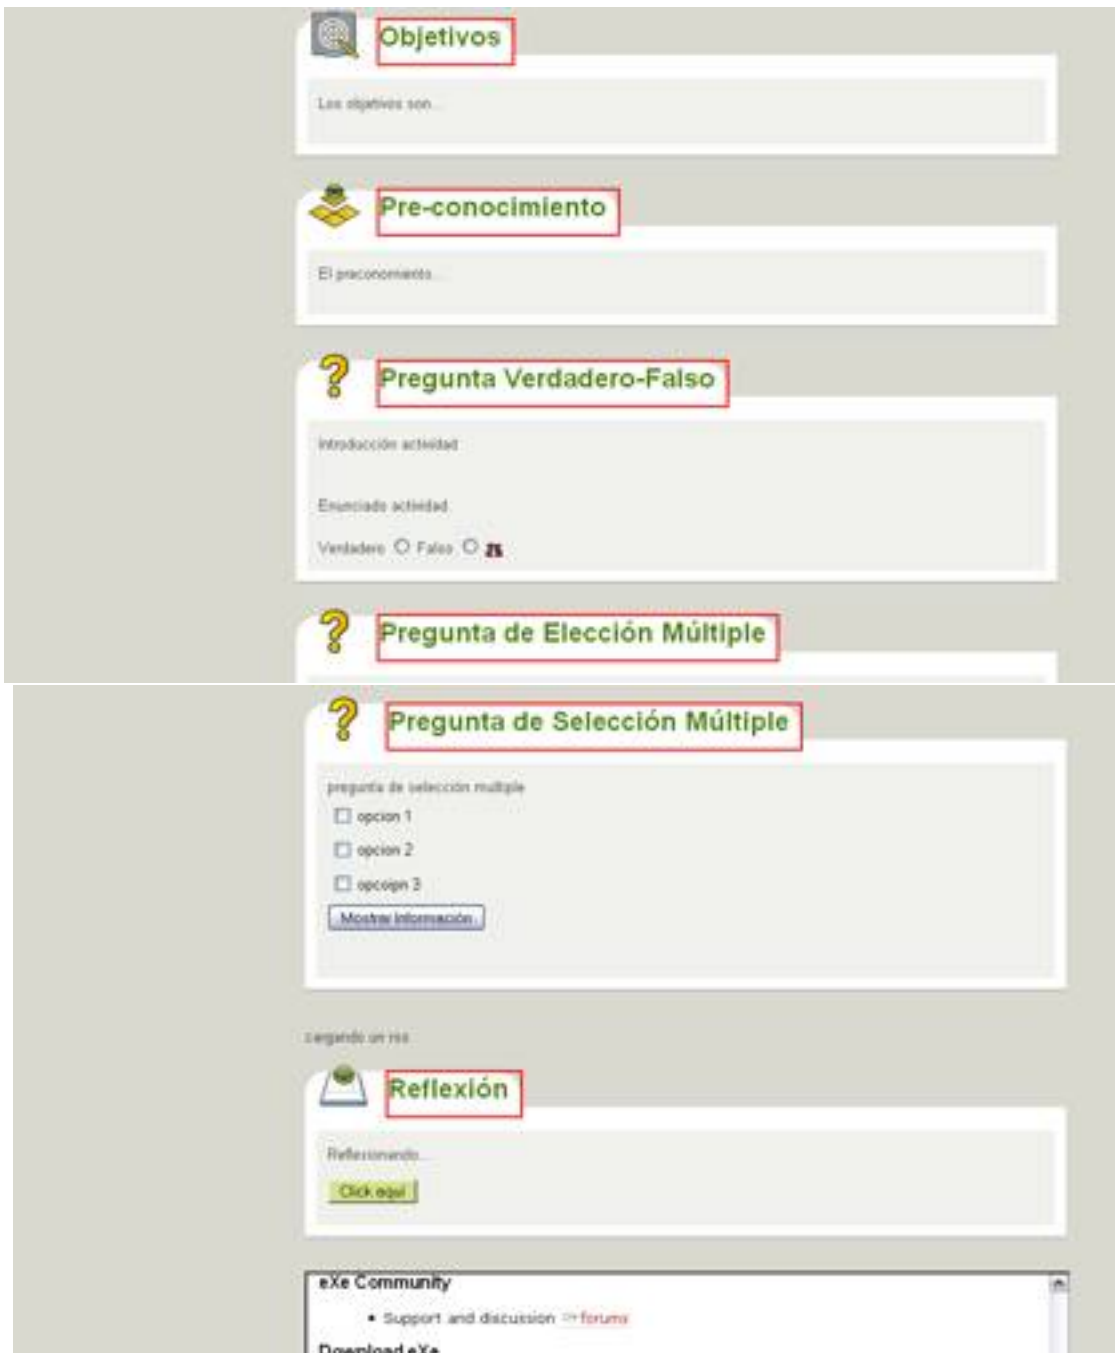 Objetivos
Los objetivos son...
Pre-conocimiento
El preconomiento...
Pregunta Verdadero-Falso
Introducción actividad
Enunciado actividad
Verdadero Falso
Pregunta de Elección Múltiple
Pregunta de Selección Múltiple
pregunta de selección multiple
opcion 1
opcion 2
opcoipn 3
Mostrar Información
cargando un rss
Reflexión
Reflexionando...
Click aquí
eXe Community
• Support and discussion forums
Download eXe